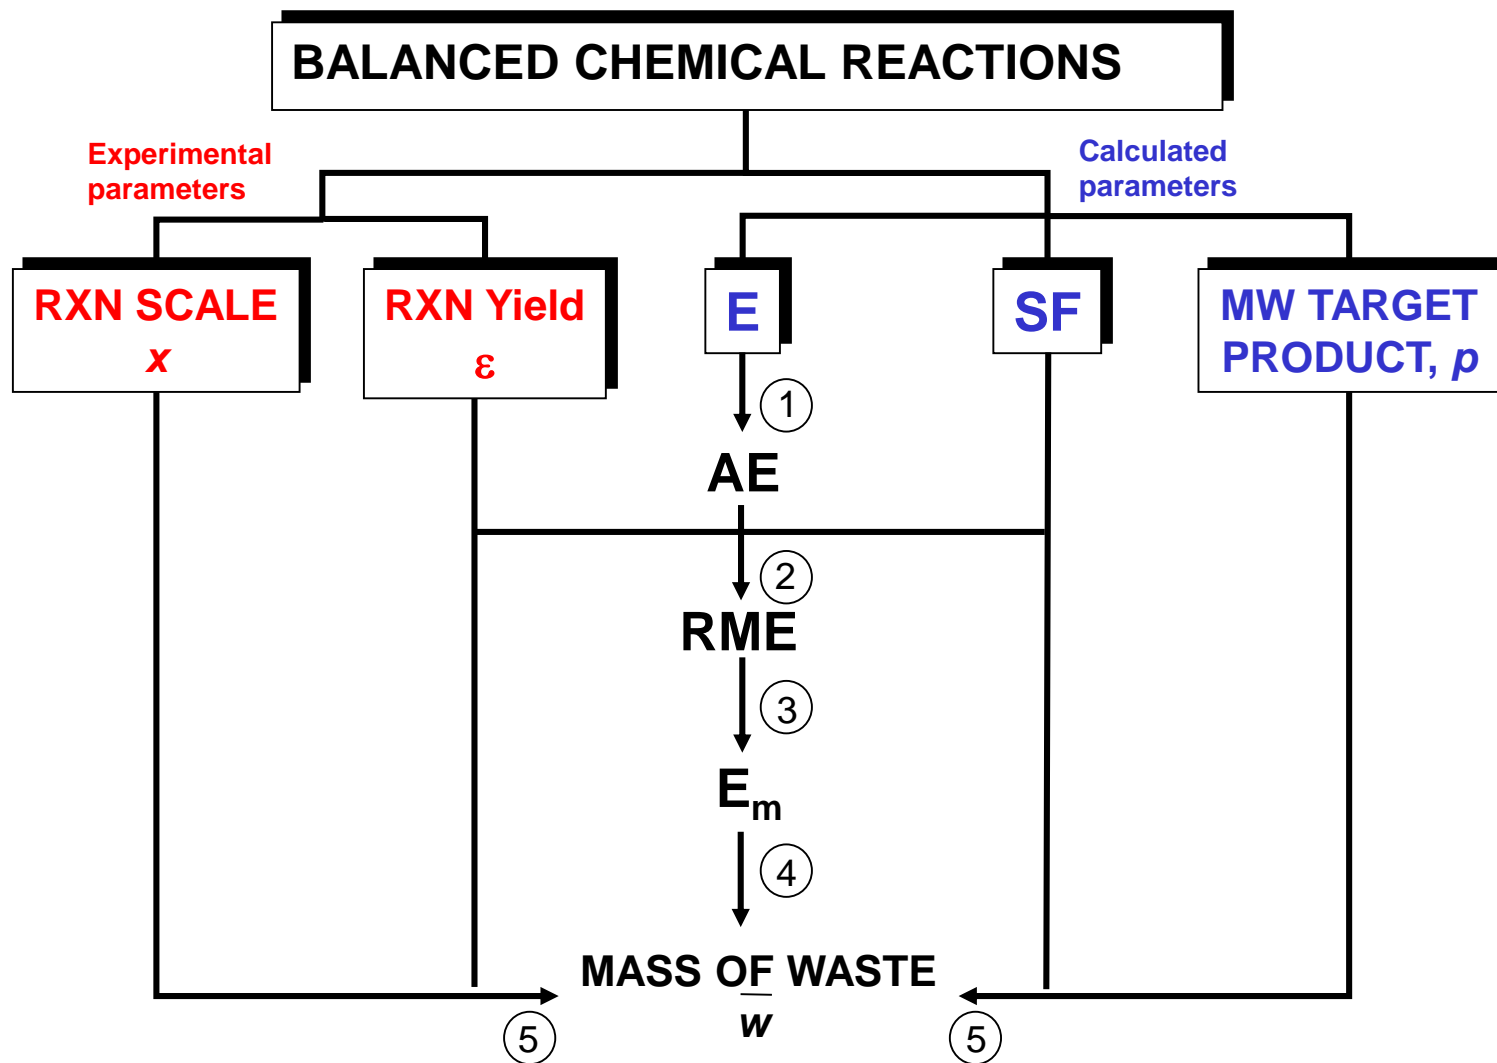 BALANCED CHEMICAL REACTIONS
Experimental
parameters
Calculated
parameters
RXN SCALE
x
RXN Yield
ε
E
SF
MW TARGET
PRODUCT, p
1
AE
2
RME
3
Em
4
MASS OF WASTE
w
5
5